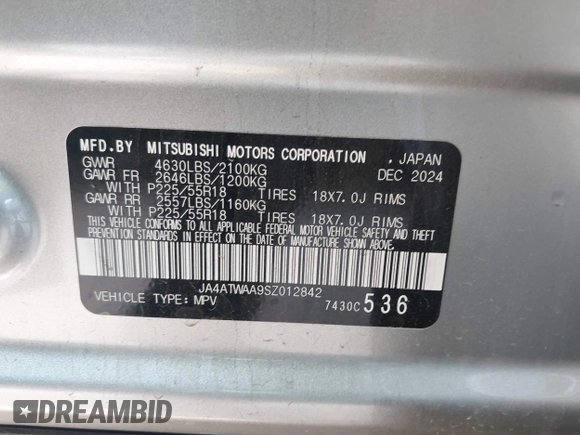 MFD.BY MITSUBISHI MOTORS CORPORATION . JAPAN
GVWR 4630LBS/2100KG DEC 2024
GAWR FR 2646LBS/1200KG
WITH P225/55R18 TIRES 18X7.0J RIMS
GAWR RR 2557LBS/1160KG
WITH P225/55R18 TIRES 18X7.0J RIMS
THIS VEHICLE CONFORMS TO ALL APPLICABLE FEDERAL MOTOR VEHICLE SAFETY AND THEFT
PREVENTION STANDARDS IN EFFECT ON THE DATE OF MANUFACTURE SHOWN ABOVE.
JA4ATWAA9SZ012842
VEHICLE TYPE: MPV 7430C 536
DREAMBID